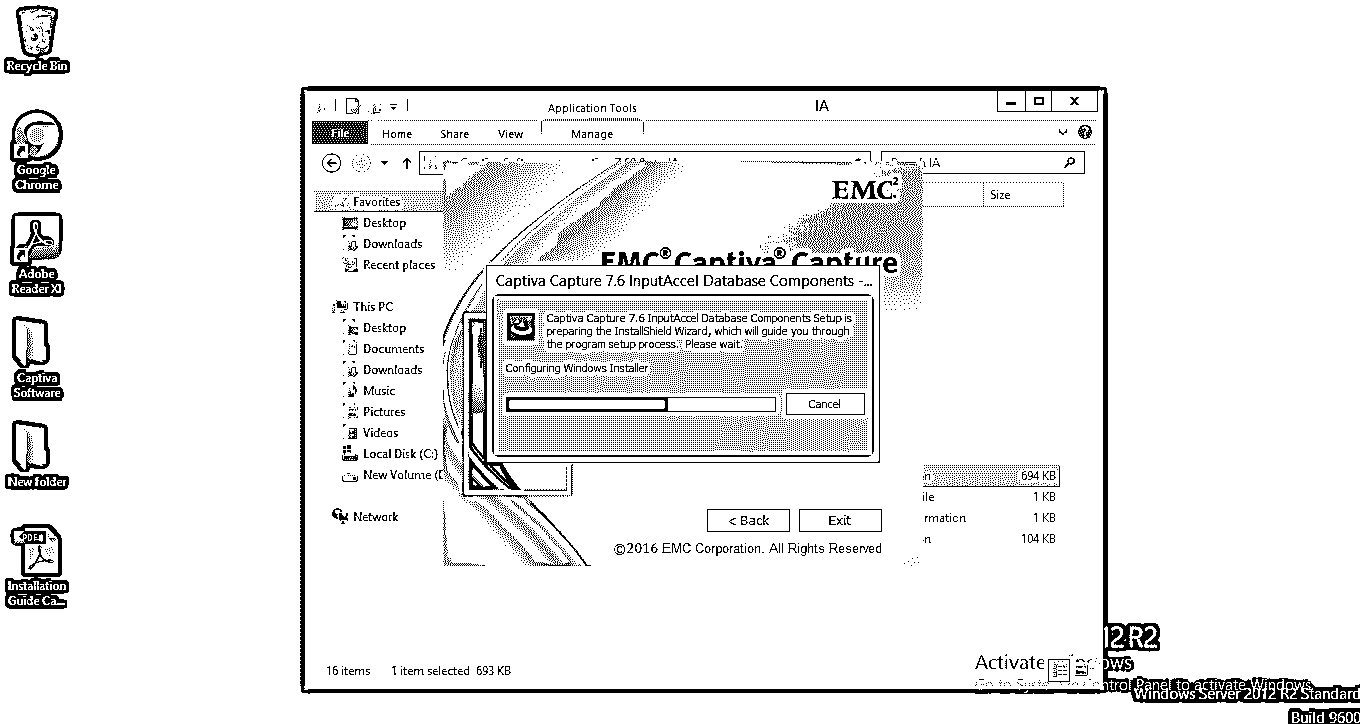 Recycle Bin
Google
Chrome
Adobe
Reader XI
Captiva
Software
New folder
Installation
Guide Ca...
Application Tools
IA
File
Home
Share
View
Manage
IA
Size
Favorites
Desktop
Downloads
Recent places
This PC
Desktop
Documents
Downloads
Music
Pictures
Videos
Local Disk (C:)
New Volume (
Network
EMC²
EMC® Captiva® Capture
Captiva Capture 7.6 InputAccel Database Components -...
Captiva Capture 7.6 InputAccel Database Components Setup is
preparing the InstallShield Wizard, which will guide you through
the program setup process. Please wait.
Configuring Windows Installer
Cancel
694 KB
1 KB
rmation 1 KB
104 KB
< Back
Exit
©2016 EMC Corporation. All Rights Reserved
16 items 1 item selected 693 KB
12 R2
Activate
Panel to activate Windows
Windows Server 2012 R2 Standard
Build 9600